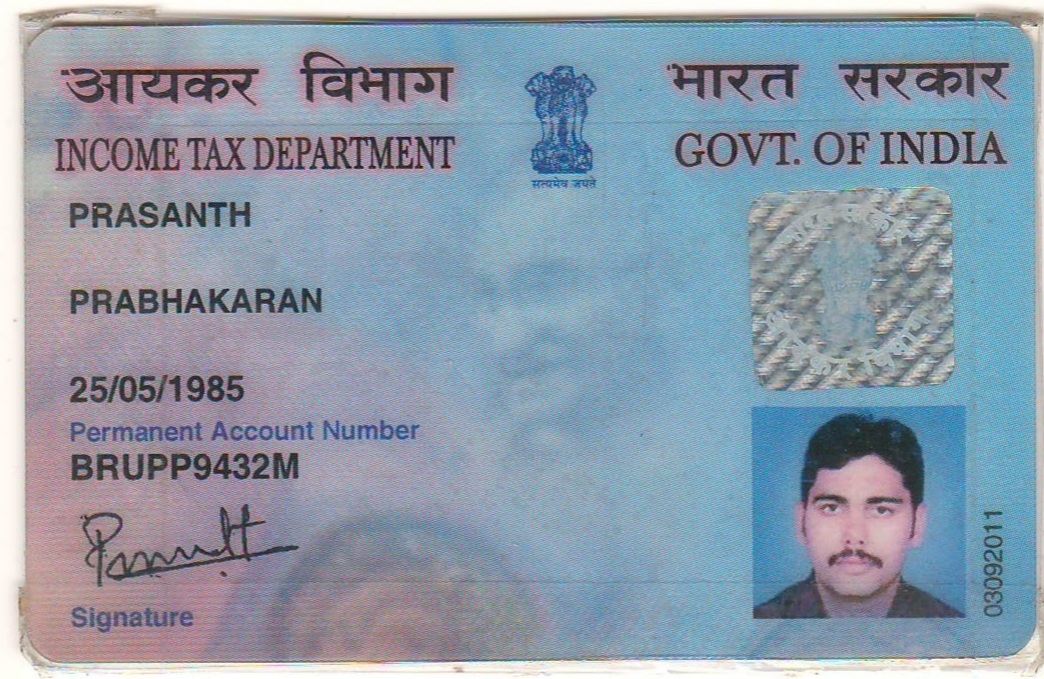 आयकर विभाग
INCOME TAX DEPARTMENT
सत्यमेव जयते
भारत सरकार
GOVT. OF INDIA
PRASANTH
PRABHAKARAN
25/05/1985
Permanent Account Number
BRUPP9432M
Signature
03092011